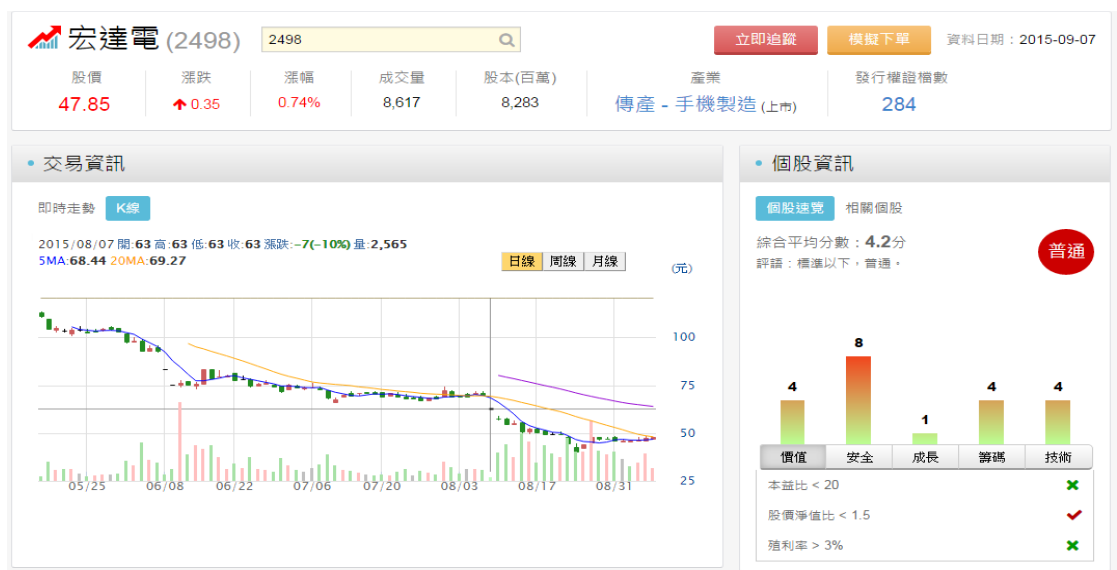 宏達電 (2498) 2498 立即追蹤 模擬下單 資料日期：2015-09-07
股價 漲跌 漲幅 成交量 股本(百萬) 產業 發行權證檔數
47.85 0.35 0.74% 8,617 8,283 傳產 - 手機製造 (上市) 284
交易資訊
即時走勢 K線
2015/08/07 開:63 高:63 低:63 收:63 漲跌:-7(-10%) 量:2,565
5MA:68.44 20MA:69.27
日線 周線 月線
(元)
100
75
50
25
05/25 06/08 06/22 07/06 07/20 08/03 08/17 08/31
個股資訊
個股速覽 相關個股
綜合平均分數：4.2分
評語：標準以下，普通。
普通
4 8 1 4 4
價值 安全 成長 籌碼 技術
本益比 < 20
股價淨值比 < 1.5
殖利率 > 3%